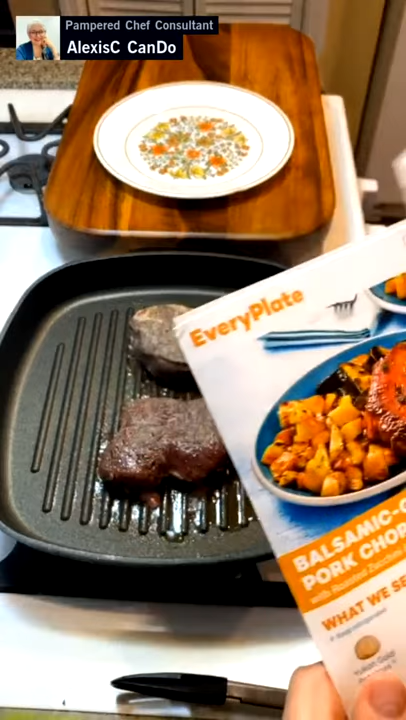 Pampered Chef Consultant
AlexisC CanDo
EveryPlate
BALSAMIC-
PORK CHOP
with Roasted Zucchini
WHAT WE SE
Yukon Gold